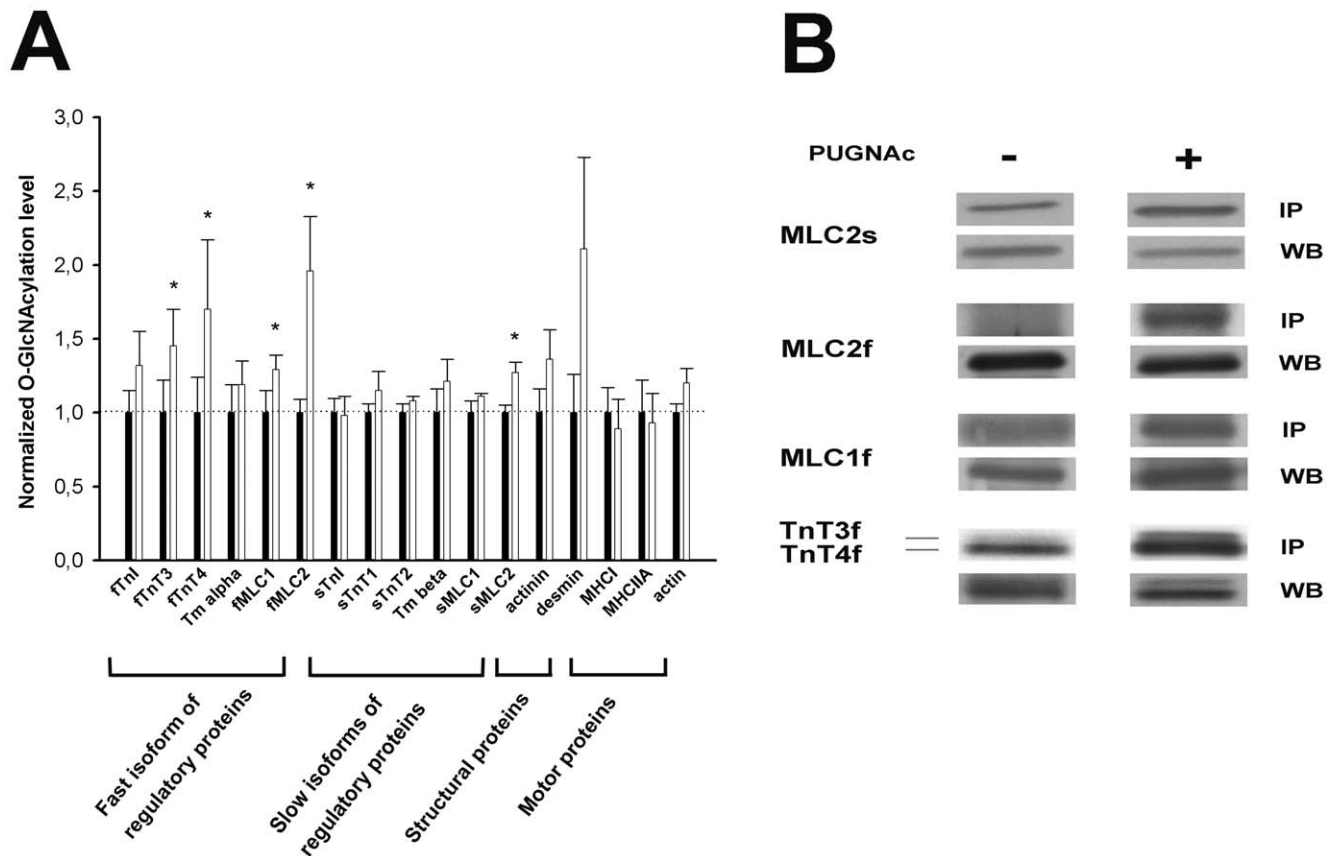 A
Normalized O-GlcNAcylation level
3,0
2,5
2,0
1,5
1,0
0,5
0,0
* * * * *
fTnI fTnT3 fTnT4 Tm alpha fMLC1 fMLC2 sTnI sTnT1 sTnT2 Tm beta sMLC1 sMLC2 actinin desmin MHCI MHCIIA actin
Fast isoform of
regulatory proteins
Slow isoforms of
regulatory proteins
Structural proteins
Motor proteins
B
PUGNAc - +
MLC2s IP
WB
MLC2f IP
WB
MLC1f IP
WB
TnT3f
TnT4f IP
WB